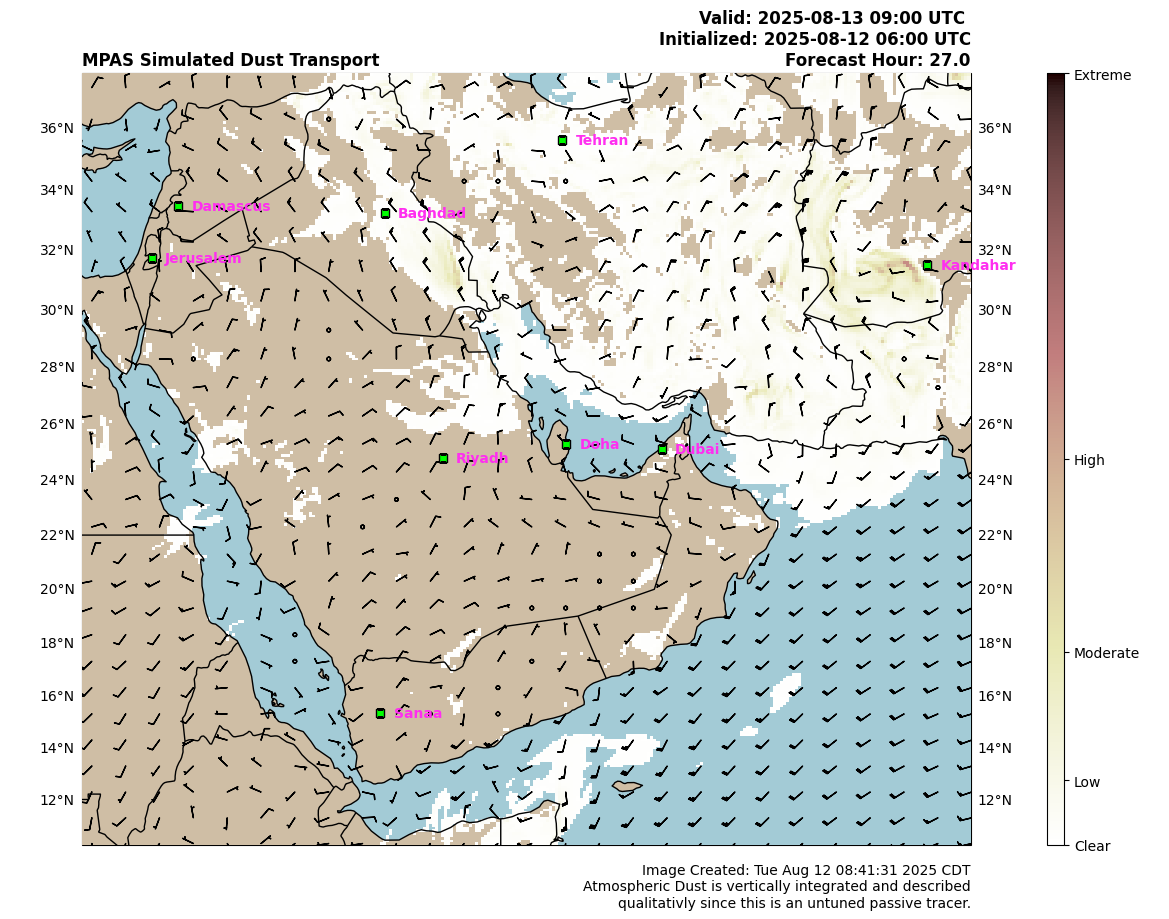 Valid: 2025-08-13 09:00 UTC
Initialized: 2025-08-12 06:00 UTC
MPAS Simulated Dust Transport
Forecast Hour: 27.0
Extreme
36°N
36°N
Tehran
34°N
34°N
Damascus
Baghdad
32°N
32°N
Jerusalem
Kandahar
30°N
30°N
28°N
28°N
26°N
26°N
Doha
Dubai
Riyadh
High
24°N
24°N
22°N
22°N
20°N
20°N
18°N
18°N
Moderate
16°N
16°N
Sanaa
14°N
14°N
Low
12°N
12°N
Clear
Image Created: Tue Aug 12 08:41:31 2025 CDT
Atmospheric Dust is vertically integrated and described
qualitativly since this is an untuned passive tracer.